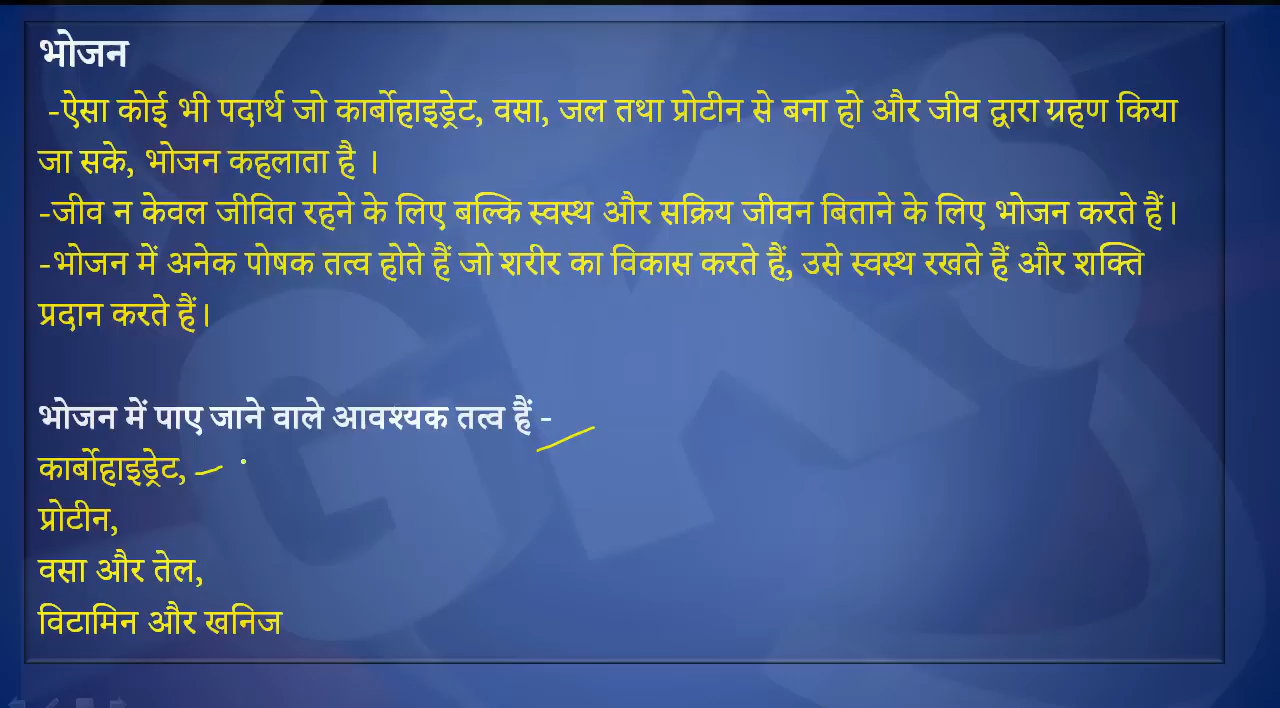 भोजन
-ऐसा कोई भी पदार्थ जो कार्बोहाइड्रेट, वसा, जल तथा प्रोटीन से बना हो और जीव द्वारा ग्रहण किया
जा सके, भोजन कहलाता है ।
-जीव न केवल जीवित रहने के लिए बल्कि स्वस्थ और सक्रिय जीवन बिताने के लिए भोजन करते हैं।
-भोजन में अनेक पोषक तत्व होते हैं जो शरीर का विकास करते हैं, उसे स्वस्थ रखते हैं और शक्ति
प्रदान करते हैं।
भोजन में पाए जाने वाले आवश्यक तत्व हैं -
कार्बोहाइड्रेट,
प्रोटीन,
वसा और तेल,
विटामिन और खनिज
GKS